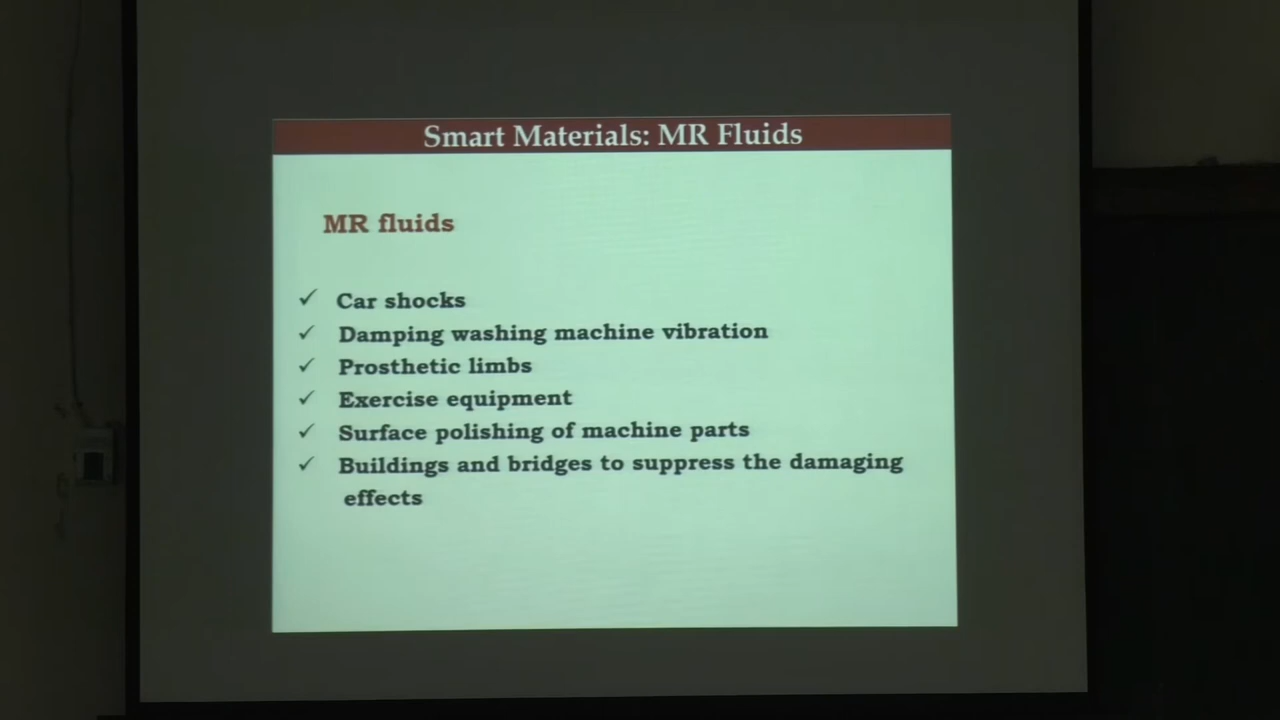 Smart Materials: MR Fluids
MR fluids
✓ Car shocks
✓ Damping washing machine vibration
✓ Prosthetic limbs
✓ Exercise equipment
✓ Surface polishing of machine parts
✓ Buildings and bridges to suppress the damaging
effects